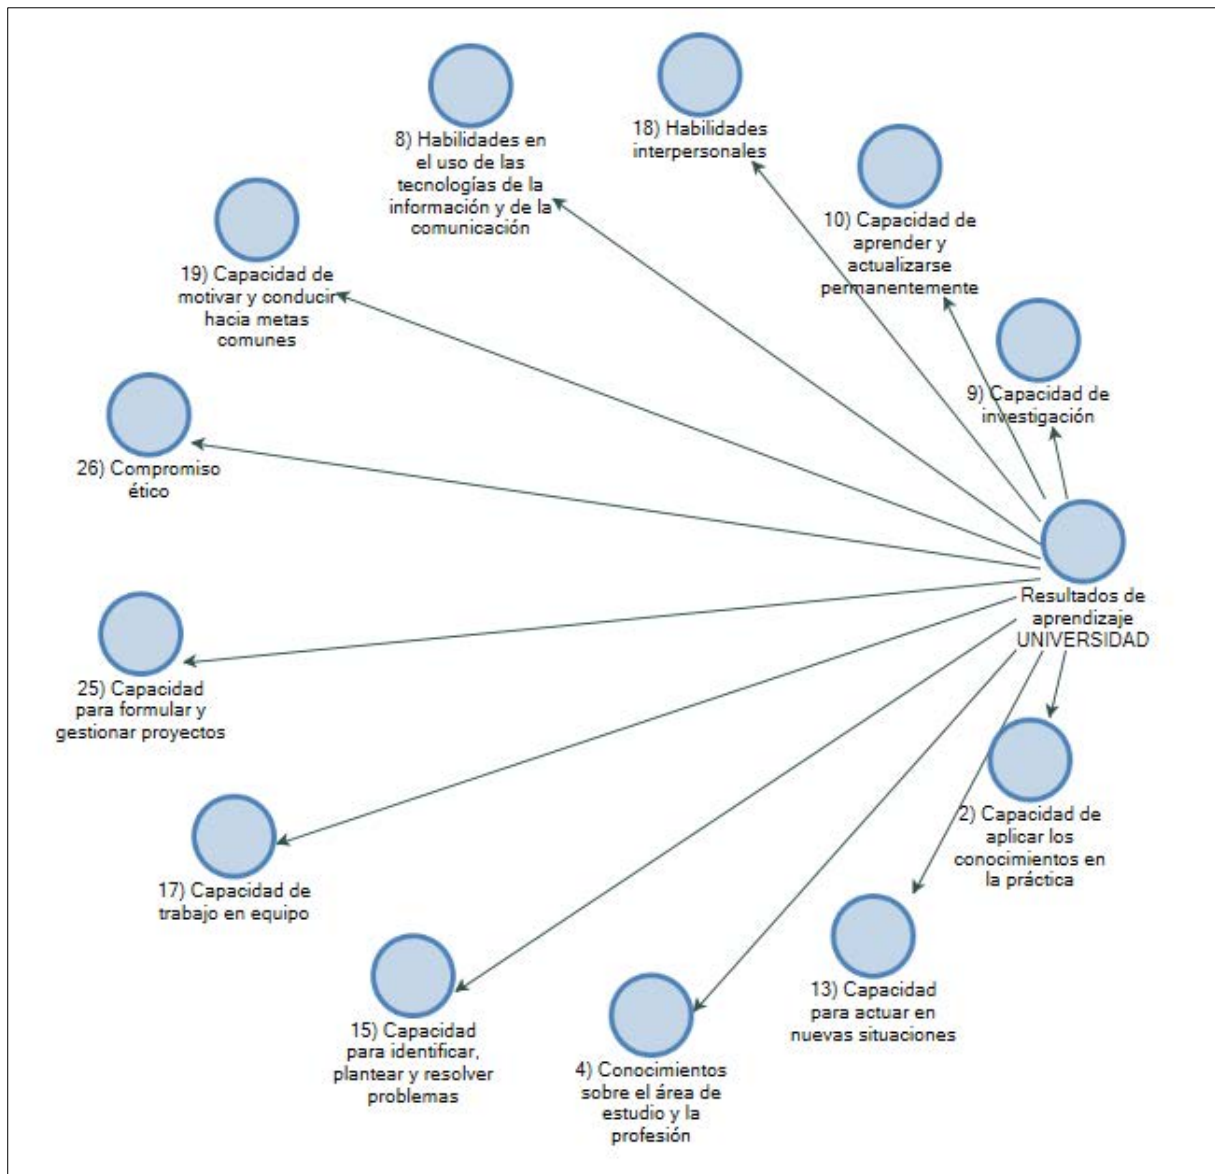 8) Habilidades en
el uso de las
tecnologías de la
información y de la
comunicación
18) Habilidades
interpersonales
10) Capacidad de
aprender y
actualizarse
permanentemente
19) Capacidad de
motivar y conducir
hacia metas
comunes
9) Capacidad de
investigación
26) Compromiso
ético
Resultados de
aprendizaje
UNIVERSIDAD
25) Capacidad
para formular y
gestionar proyectos
2) Capacidad de
aplicar los
conocimientos en
la práctica
17) Capacidad de
trabajo en equipo
13) Capacidad
para actuar en
nuevas situaciones
15) Capacidad
para identificar,
plantear y resolver
problemas
4) Conocimientos
sobre el área de
estudio y la
profesión